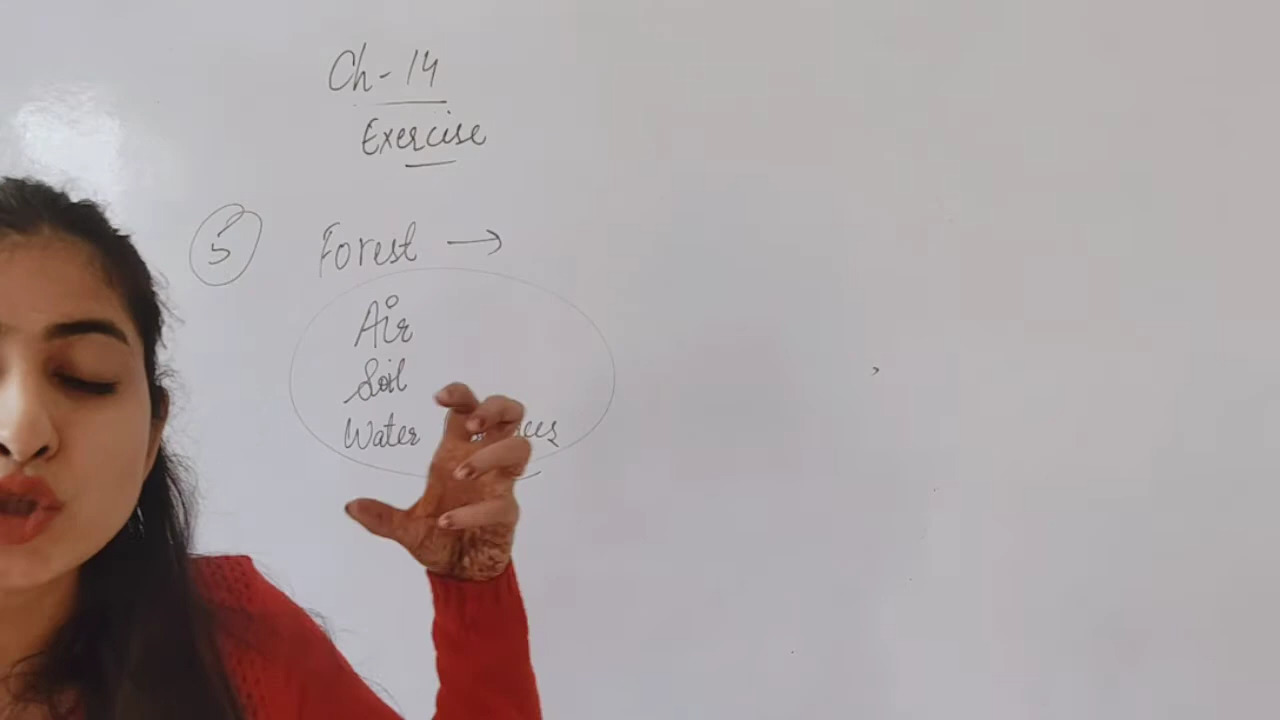 Ch-14
Exercise
5 Forest →
Air
Soil
Water